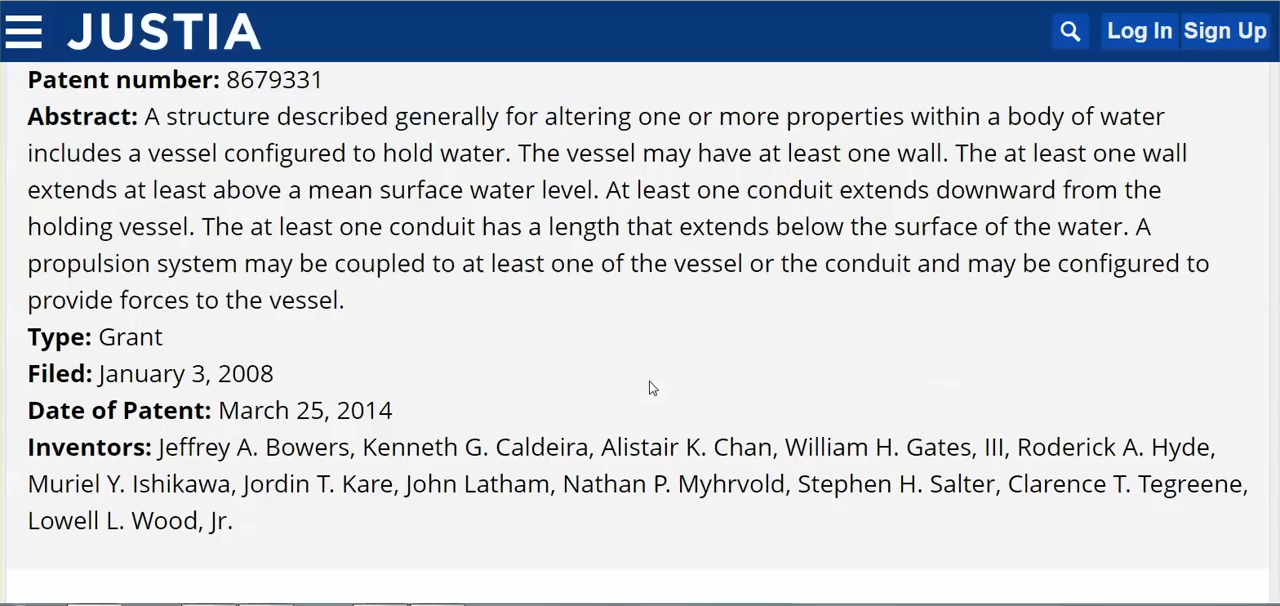 JUSTIA
Log In Sign Up
Patent number: 8679331
Abstract: A structure described generally for altering one or more properties within a body of water
includes a vessel configured to hold water. The vessel may have at least one wall. The at least one wall
extends at least above a mean surface water level. At least one conduit extends downward from the
holding vessel. The at least one conduit has a length that extends below the surface of the water. A
propulsion system may be coupled to at least one of the vessel or the conduit and may be configured to
provide forces to the vessel.
Type: Grant
Filed: January 3, 2008
Date of Patent: March 25, 2014
Inventors: Jeffrey A. Bowers, Kenneth G. Caldeira, Alistair K. Chan, William H. Gates, III, Roderick A. Hyde,
Muriel Y. Ishikawa, Jordin T. Kare, John Latham, Nathan P. Myhrvold, Stephen H. Salter, Clarence T. Tegreene,
Lowell L. Wood, Jr.